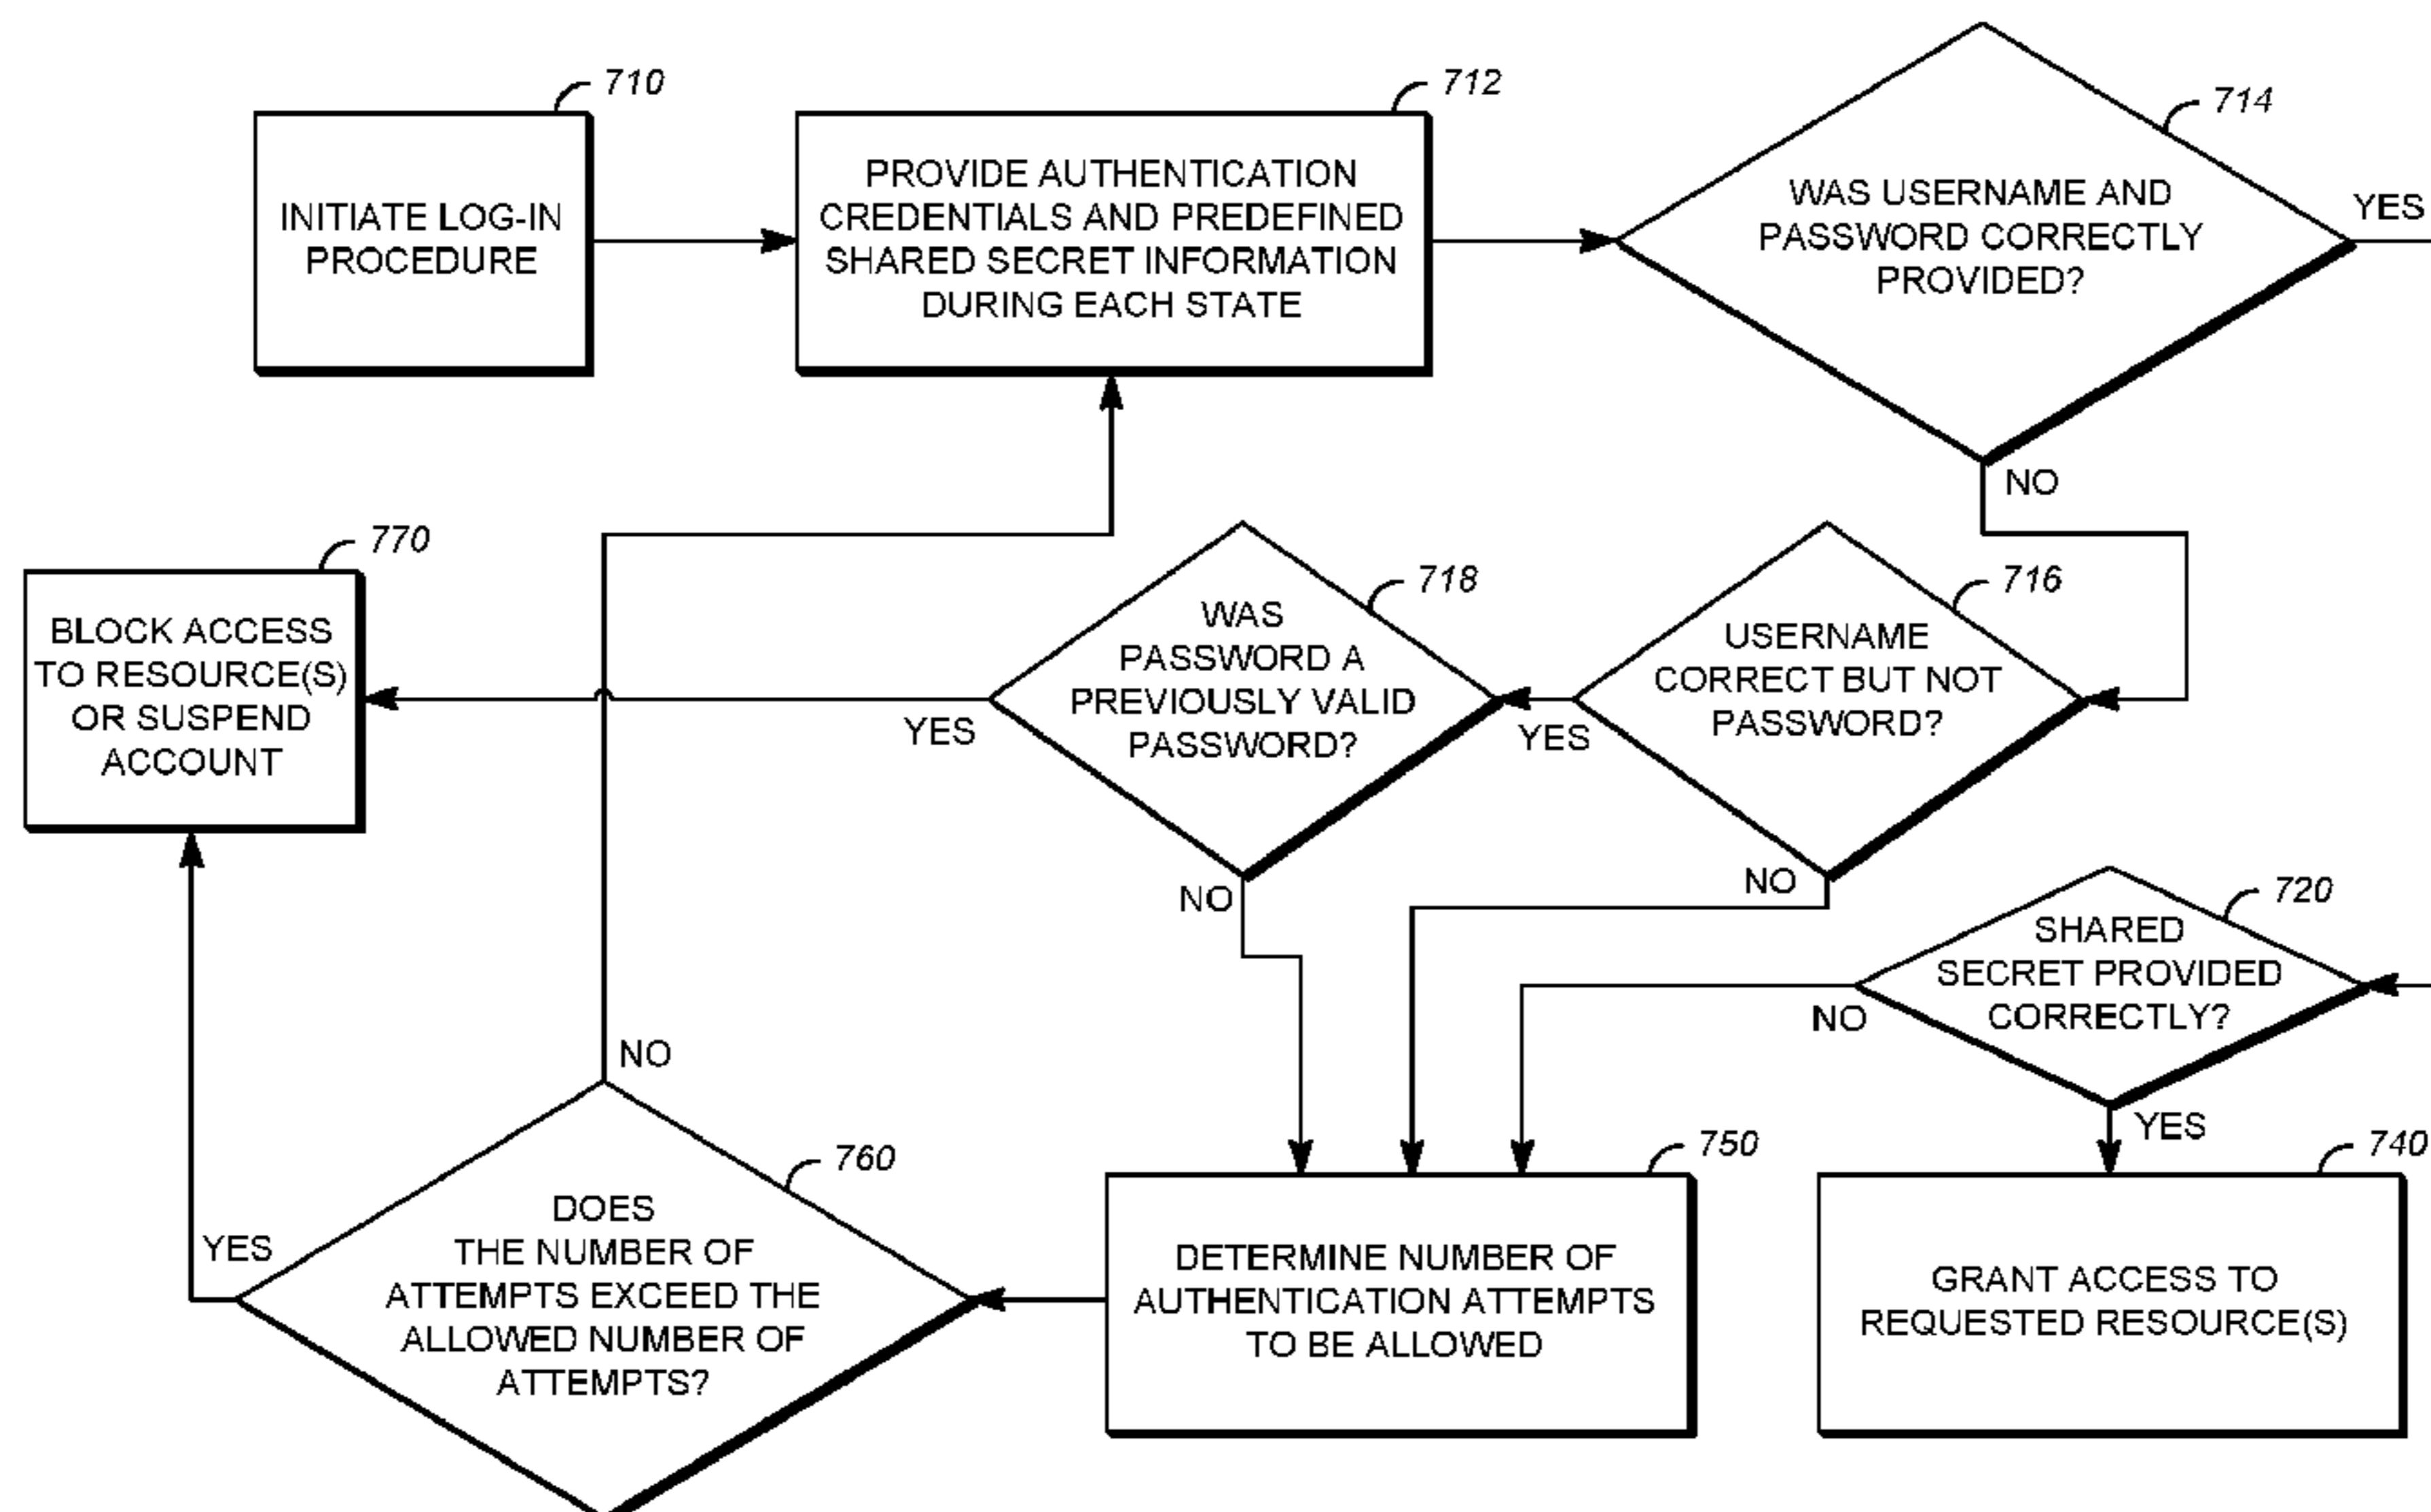 710
INITIATE LOG-IN
PROCEDURE
712
PROVIDE AUTHENTICATION
CREDENTIALS AND PREDEFINED
SHARED SECRET INFORMATION
DURING EACH STATE
714
WAS USERNAME AND
PASSWORD CORRECTLY
PROVIDED?
YES
NO
716
USERNAME
CORRECT BUT NOT
PASSWORD?
YES
NO
718
WAS
PASSWORD A
PREVIOUSLY VALID
PASSWORD?
YES
NO
770
BLOCK ACCESS
TO RESOURCE(S)
OR SUSPEND
ACCOUNT
720
SHARED
SECRET PROVIDED
CORRECTLY?
NO
YES
740
GRANT ACCESS TO
REQUESTED RESOURCE(S)
750
DETERMINE NUMBER OF
AUTHENTICATION ATTEMPTS
TO BE ALLOWED
760
DOES
THE NUMBER OF
ATTEMPTS EXCEED THE
ALLOWED NUMBER OF
ATTEMPTS?
NO
YES